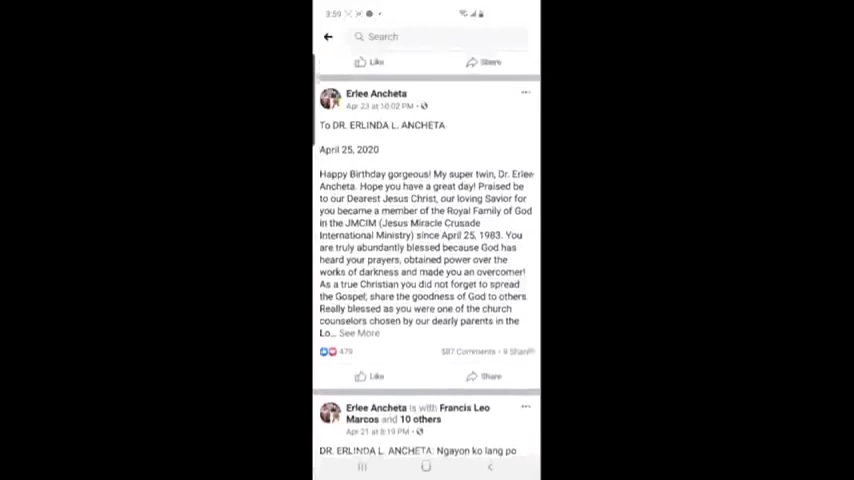 3:59
Search
Like Share
Erlee Ancheta
Apr 23 at 10:02 PM
To DR. ERLINDA L. ANCHETA
April 25, 2020
Happy Birthday gorgeous! My super twin, Dr. Erlee
Ancheta. Hope you have a great day! Praised be
to our Dearest Jesus Christ, our loving Savior for
you became a member of the Royal Family of God
in the JMCIM (Jesus Miracle Crusade
International Ministry) since April 25, 1983. You
are truly abundantly blessed because God has
heard your prayers, obtained power over the
works of darkness and made you an overcomer!
As a true Christian you did not forget to spread
the Gospel; share the goodness of God to others.
Really blessed as you were one of the church
counselors chosen by our dearly parents in the
Lo... See More
479 587 Comments • 9 Shares
Like Share
Erlee Ancheta is with Francis Leo
Marcos and 10 others
Apr 21 at 8:19 PM
DR. ERLINDA L. ANCHETA: Ngayon ko lang po